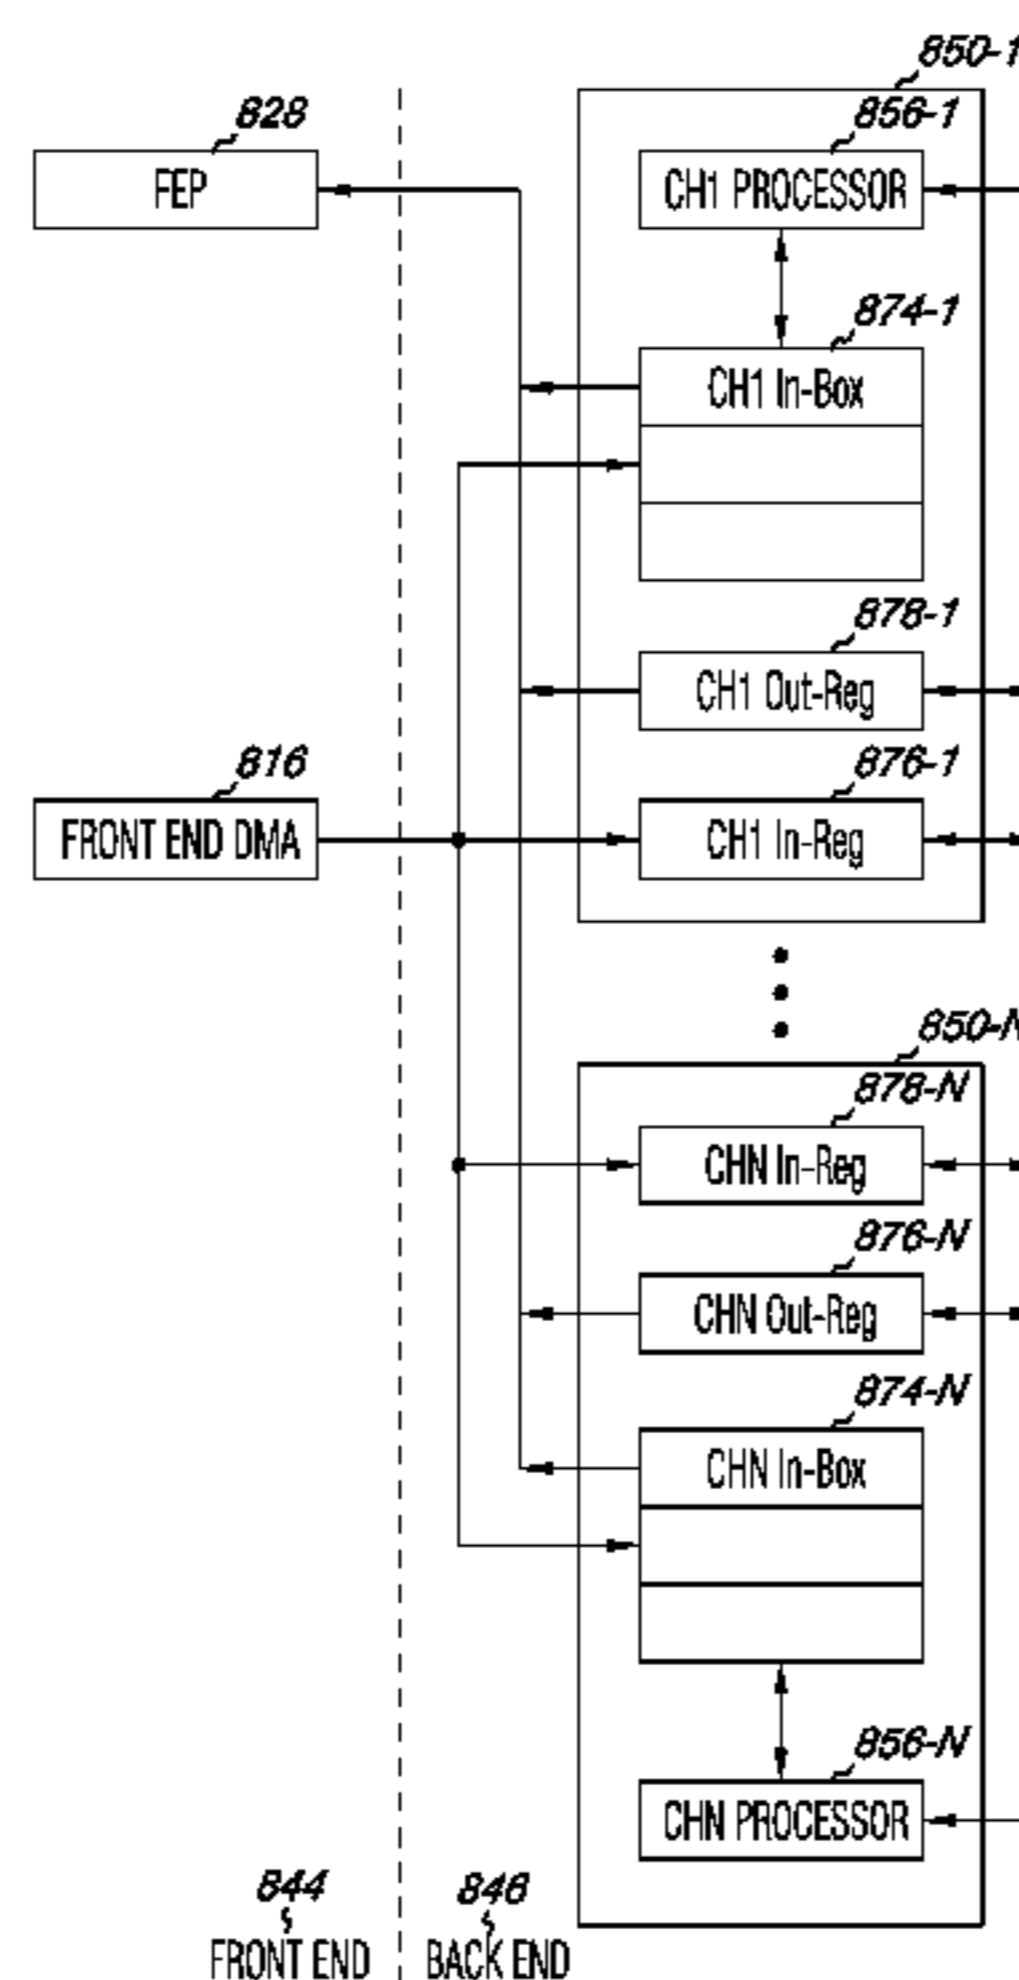 850-1
828
856-1
FEP
CH1 PROCESSOR
874-1
CH1 In-Box
878-1
CH1 Out-Reg
816
876-1
FRONT END DMA
CH1 In-Reg
850-N
878-N
CHN In-Reg
876-N
CHN Out-Reg
874-N
CHN In-Box
856-N
CHN PROCESSOR
844
846
FRONT END
BACK END